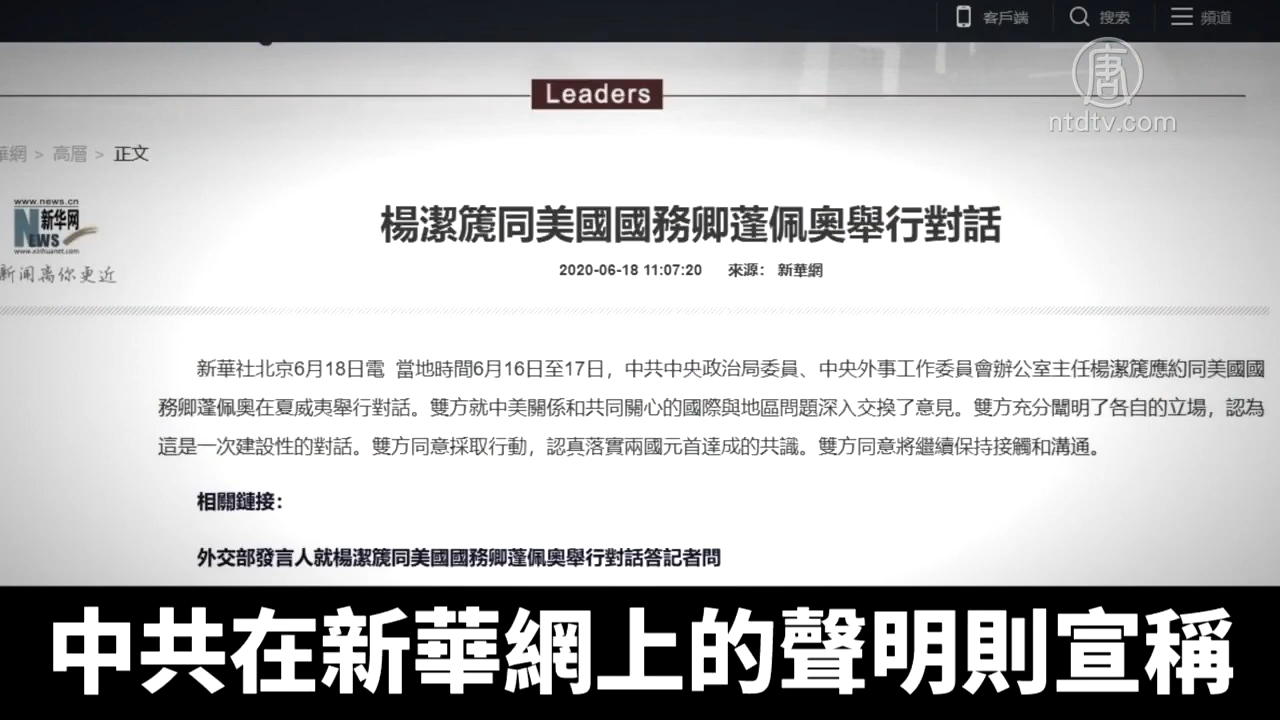 客戶端 搜索 頻道
唐
ntdtv.com
Leaders
華網 > 高層 > 正文
www.news.cn
新华网
NEWS
www.xinhuanet.com
新闻离你更近
楊潔篪同美國國務卿蓬佩奧舉行對話
2020-06-18 11:07:20 來源： 新華網
新華社北京6月18日電 當地時間6月16日至17日，中共中央政治局委員、中央外事工作委員會辦公室主任楊潔篪應約同美國國
務卿蓬佩奧在夏威夷舉行對話。雙方就中美關係和共同關心的國際與地區問題深入交換了意見。雙方充分闡明了各自的立場，認為
這是一次建設性的對話。雙方同意採取行動，認真落實兩國元首達成的共識。雙方同意將繼續保持接觸和溝通。
相關鏈接：
外交部發言人就楊潔篪同美國國務卿蓬佩奧舉行對話答記者問
中共在新華網上的聲明則宣稱